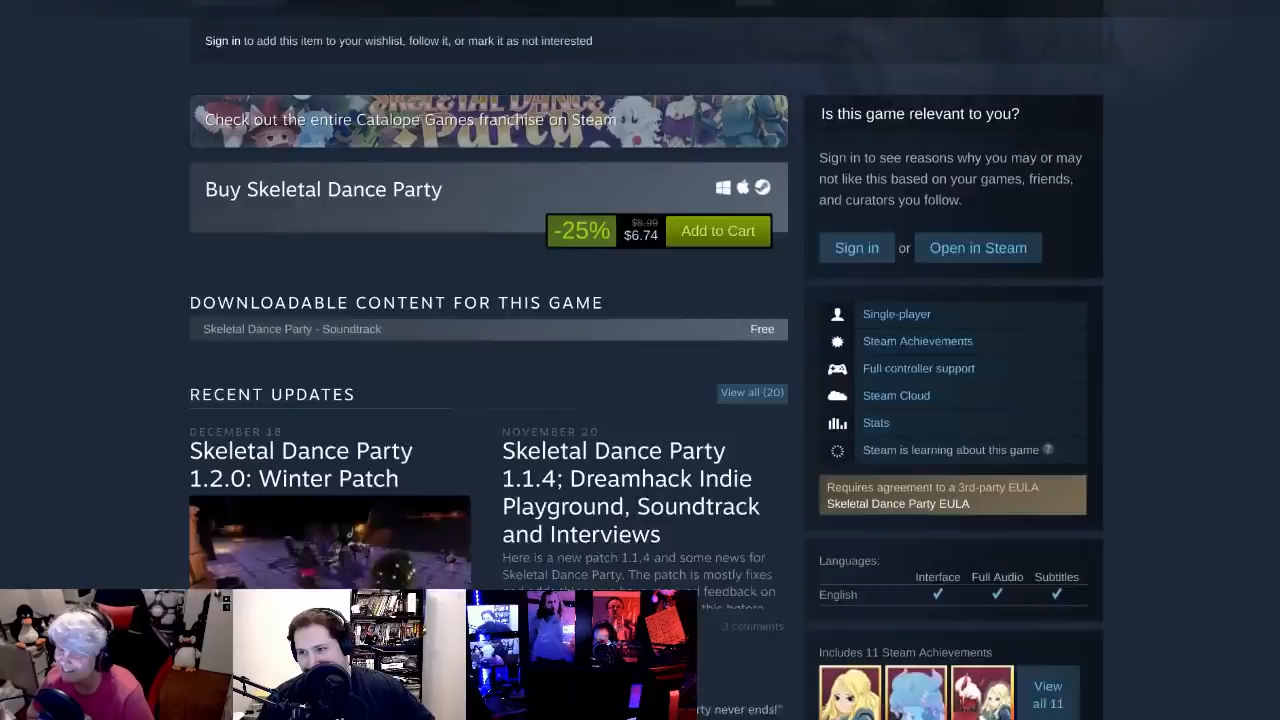 Sign in to add this item to your wishlist, follow it, or mark it as not interested
SKELETAL DANCE
Party
Check out the entire Catalope Games franchise on Steam
Buy Skeletal Dance Party
-25%
$8.99
$6.74
Add to Cart
DOWNLOADABLE CONTENT FOR THIS GAME
Skeletal Dance Party - Soundtrack
Free
RECENT UPDATES
View all (20)
DECEMBER 18
Skeletal Dance Party
1.2.0: Winter Patch
NOVEMBER 20
Skeletal Dance Party
1.1.4; Dreamhack Indie
Playground, Soundtrack
and Interviews
Here is a new patch 1.1.4 and some news for
Skeletal Dance Party. The patch is mostly fixes
feedback on
this before
3 comments
rty never ends!"
Is this game relevant to you?
Sign in to see reasons why you may or may
not like this based on your games, friends,
and curators you follow.
Sign in
or
Open in Steam
Single-player
Steam Achievements
Full controller support
Steam Cloud
Stats
Steam is learning about this game ?
Requires agreement to a 3rd-party EULA
Skeletal Dance Party EULA
Languages:
Interface Full Audio Subtitles
English ✔ ✔ ✔
Includes 11 Steam Achievements
View
all 11